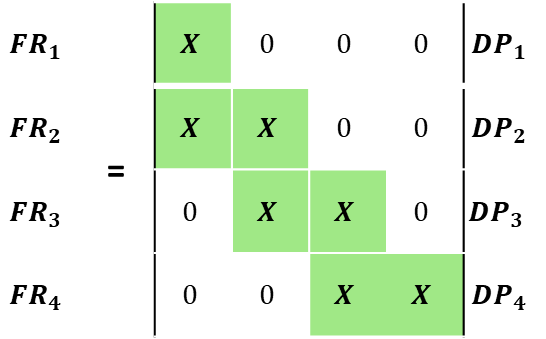 FR₁ X 0 0 0 DP₁
FR₂ X X 0 0 DP₂
=
FR₃ 0 X X 0 DP₃
FR₄ 0 0 X X DP₄